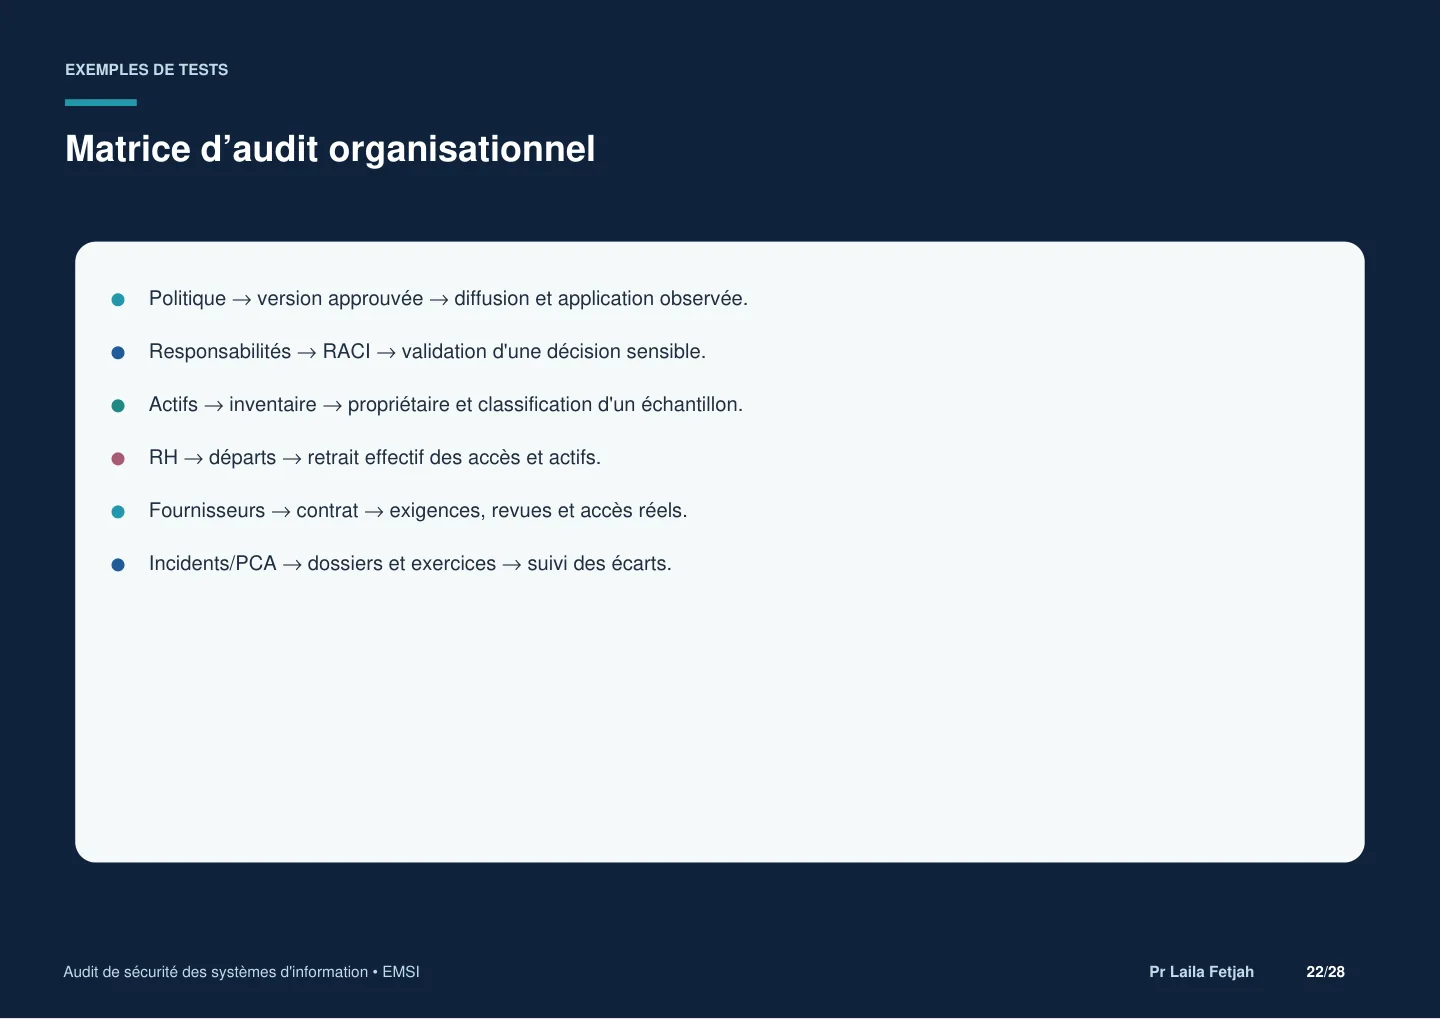 EXEMPLES DE TESTS
Matrice d’audit organisationnel
Politique → version approuvée → diffusion et application observée.
Responsabilités → RACI → validation d'une décision sensible.
Actifs → inventaire → propriétaire et classification d'un échantillon.
RH → départs → retrait effectif des accès et actifs.
Fournisseurs → contrat → exigences, revues et accès réels.
Incidents/PCA → dossiers et exercices → suivi des écarts.
Audit de sécurité des systèmes d'information • EMSI
Pr Laila Fetjah
22/28